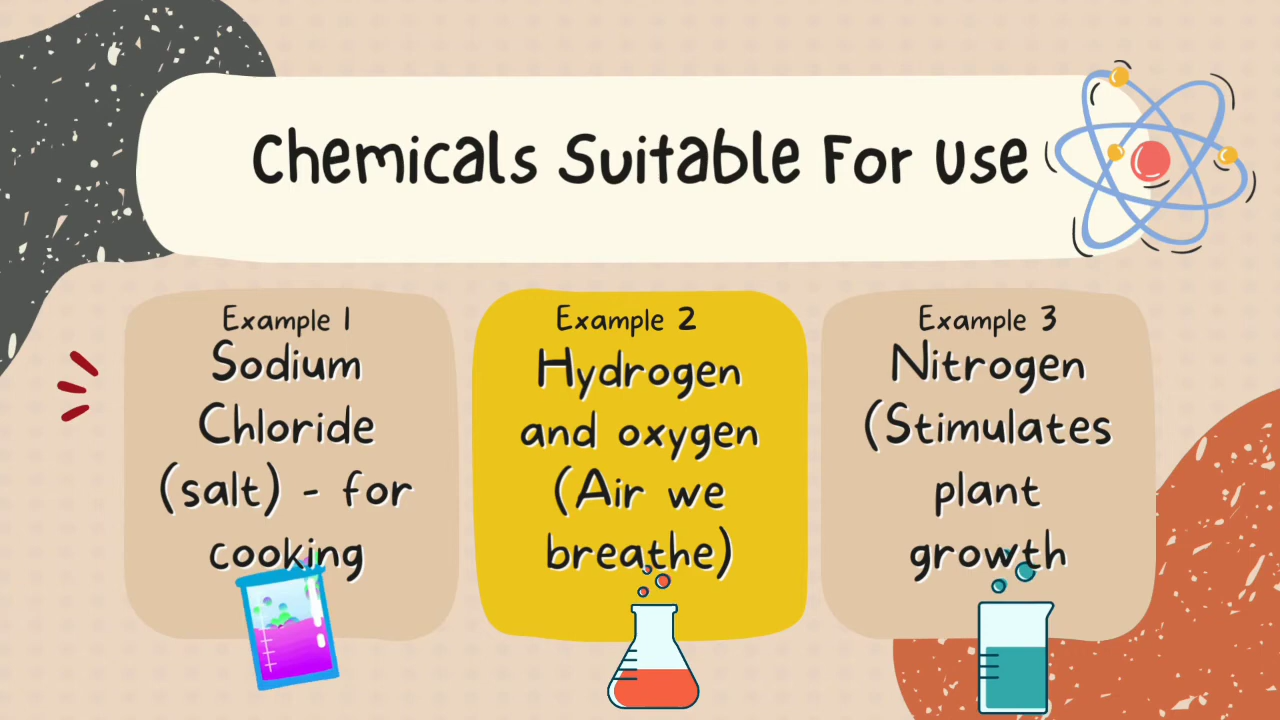 Chemicals Suitable For Use
Example 1
Sodium
Chloride
(salt) - for
cooking
Example 2
Hydrogen
and oxygen
(Air we
breathe)
Example 3
Nitrogen
(Stimulates
plant
growth